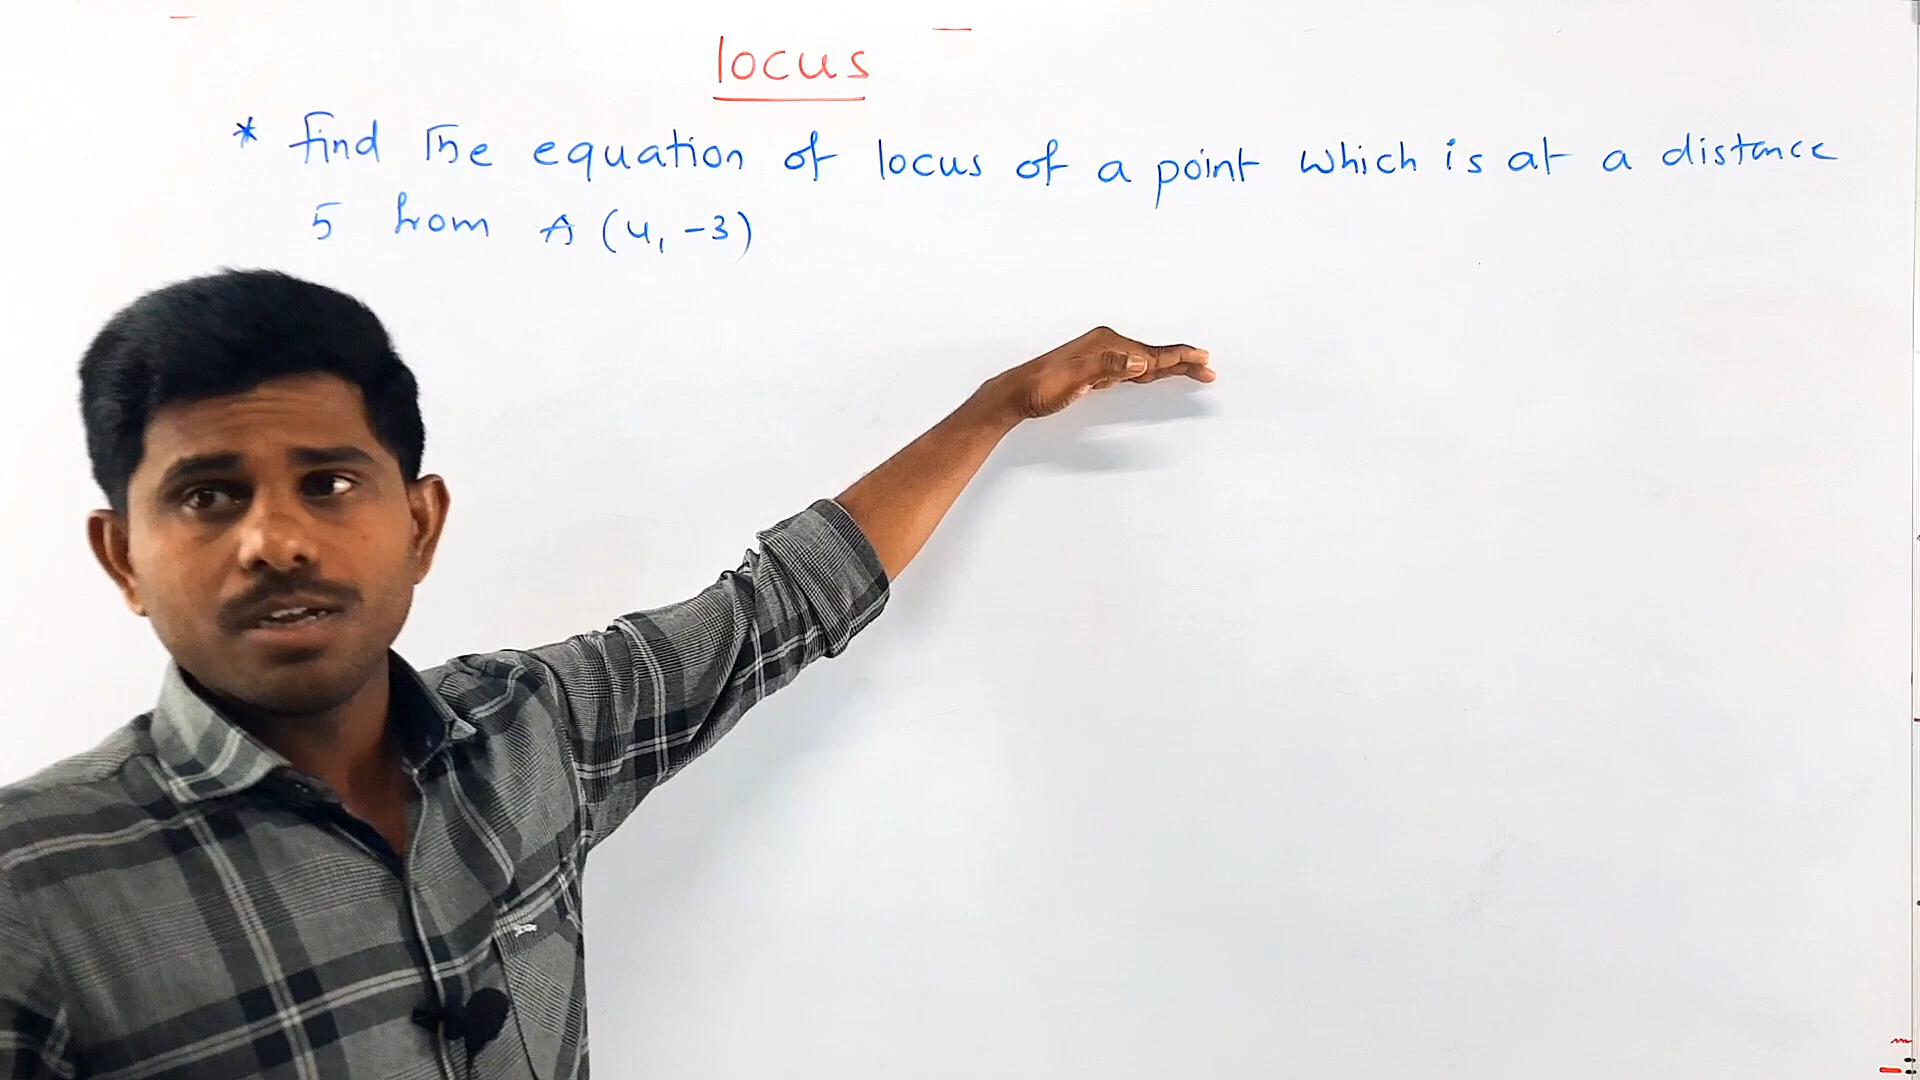 locus
* find The equation of locus of a point which is at a distance
5 from A (4, -3)